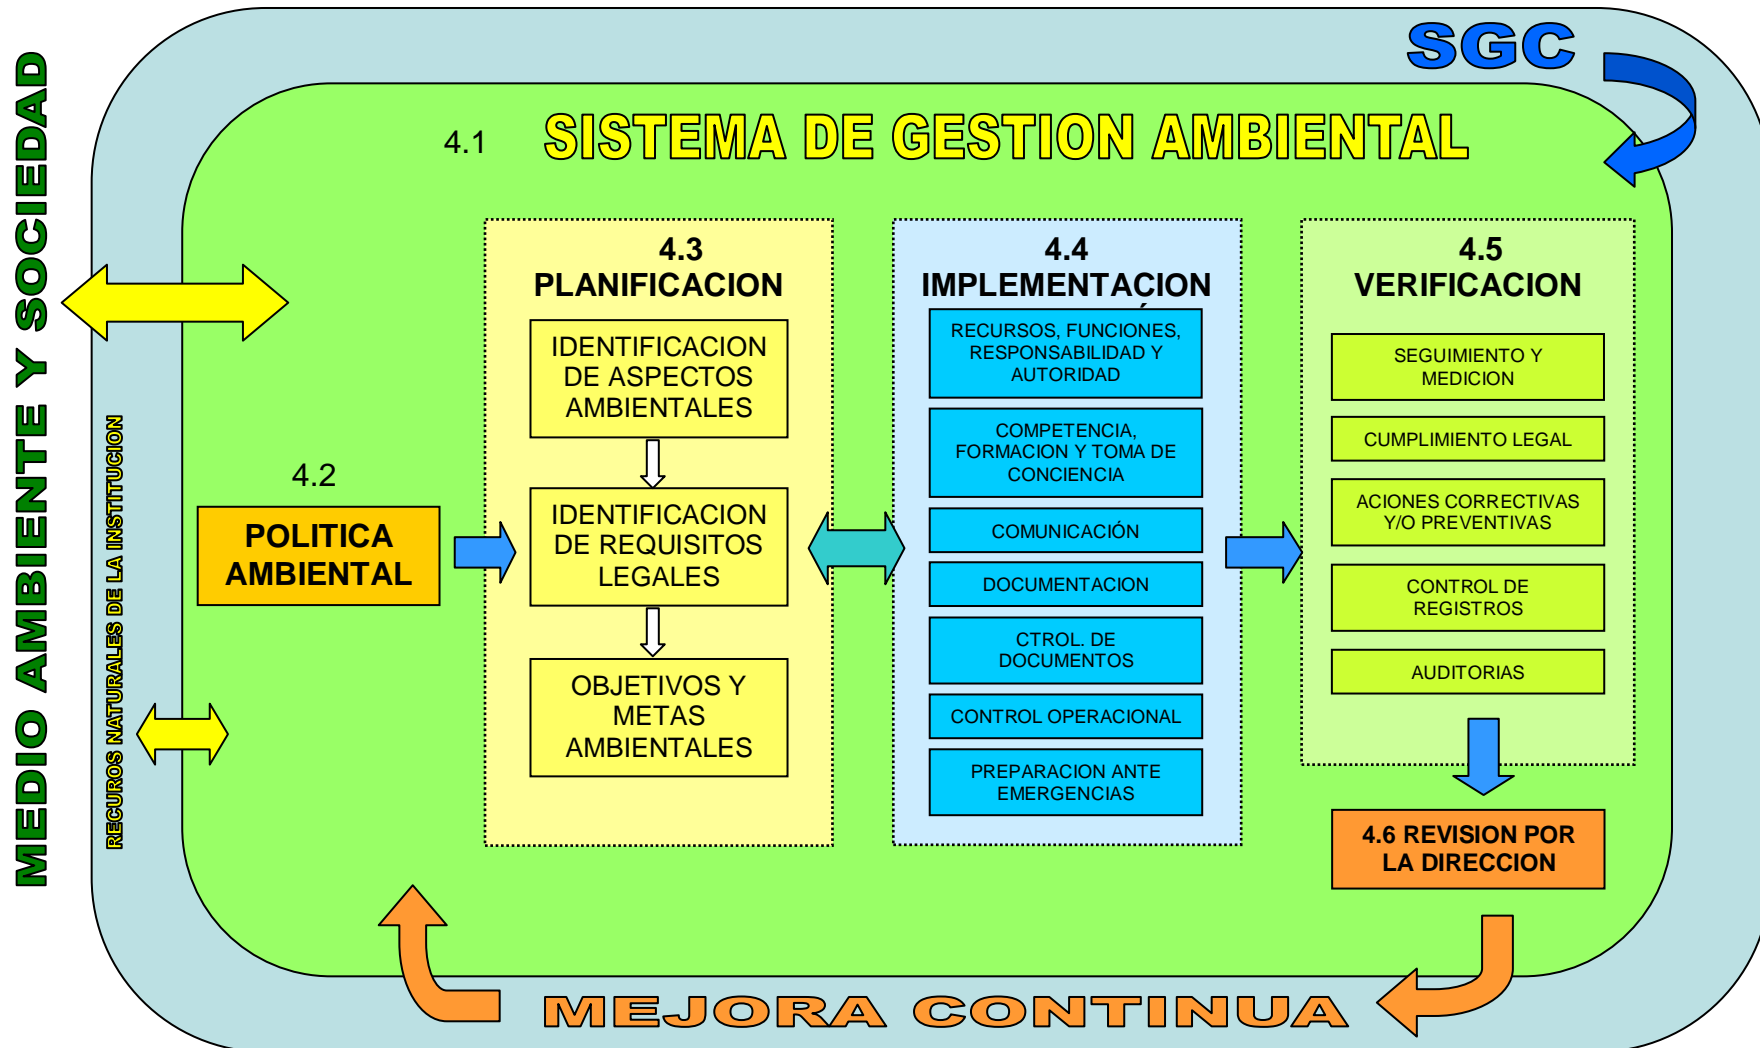 MEDIO AMBIENTE Y SOCIEDAD
RECUROS NATURALES DE LA INSTITUCION
SGC
4.1
SISTEMA DE GESTION AMBIENTAL
4.2
POLITICA
AMBIENTAL
4.3
PLANIFICACION
IDENTIFICACION
DE ASPECTOS
AMBIENTALES
IDENTIFICACION
DE REQUISITOS
LEGALES
OBJETIVOS Y
METAS
AMBIENTALES
4.4
IMPLEMENTACION
RECURSOS, FUNCIONES,
RESPONSABILIDAD Y
AUTORIDAD
COMPETENCIA,
FORMACION Y TOMA DE
CONCIENCIA
COMUNICACIÓN
DOCUMENTACION
CTROL. DE
DOCUMENTOS
CONTROL OPERACIONAL
PREPARACION ANTE
EMERGENCIAS
4.5
VERIFICACION
SEGUIMIENTO Y
MEDICION
CUMPLIMIENTO LEGAL
ACIONES CORRECTIVAS
Y/O PREVENTIVAS
CONTROL DE
REGISTROS
AUDITORIAS
4.6 REVISION POR
LA DIRECCION
MEJORA CONTINUA